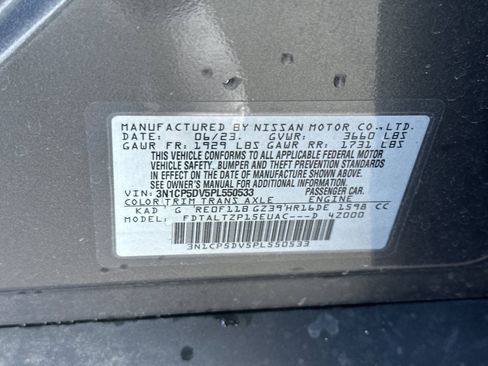 MANUFACTURED BY NISSAN MOTOR CO.,LTD.
DATE: 06/23. GVWR: 3660 LBS
GAWR FR: 1929 LBS GAWR RR: 1731 LBS
THIS VEHICLE CONFORMS TO ALL APPLICABLE FEDERAL MOTOR
VEHICLE SAFETY, BUMPER AND THEFT PREVENTION STANDARDS
IN EFFECT ON THE DATE OF MANUFACTURE SHOWN ABOVE.
SEE OWNER'S MANUAL FOR ADDITIONAL INFORMATION
VIN: 3N1CP5DV5PL550533 PASSENGER CAR
COLOR TRIM TRANS AXLE ENGINE
KAD G RE0F11B GZ39 HR16DE 1598 CC
MODEL: FDTALTZP15EUAC---D 42000
3N1CP5DV5PL550533